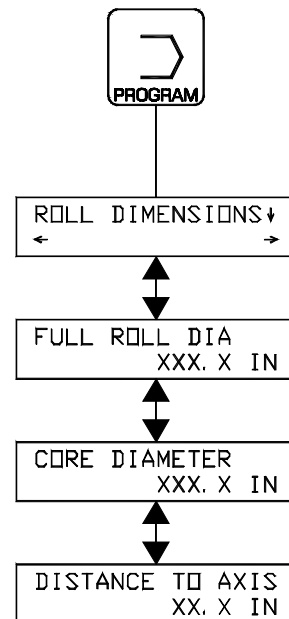 PROGRAM
ROLL DIMENSIONS↓
← →
FULL ROLL DIA
XXX.X IN
CORE DIAMETER
XXX.X IN
DISTANCE TO AXIS
XX.X IN